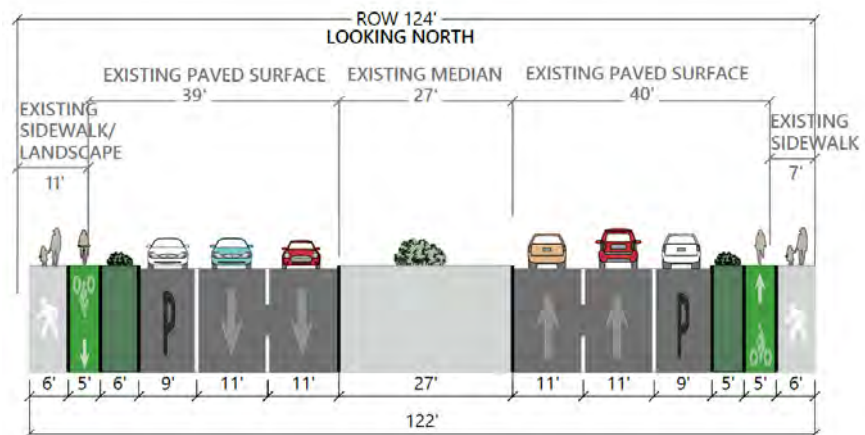 ROW 124'
LOOKING NORTH
EXISTING PAVED SURFACE
39'
EXISTING MEDIAN
27'
EXISTING PAVED SURFACE
40'
EXISTING
SIDEWALK/
LANDSCAPE
11'
EXISTING
SIDEWALK
7'
P
P
6' 5' 6' 9' 11' 11' 27' 11' 11' 9' 5' 5' 6'
122'